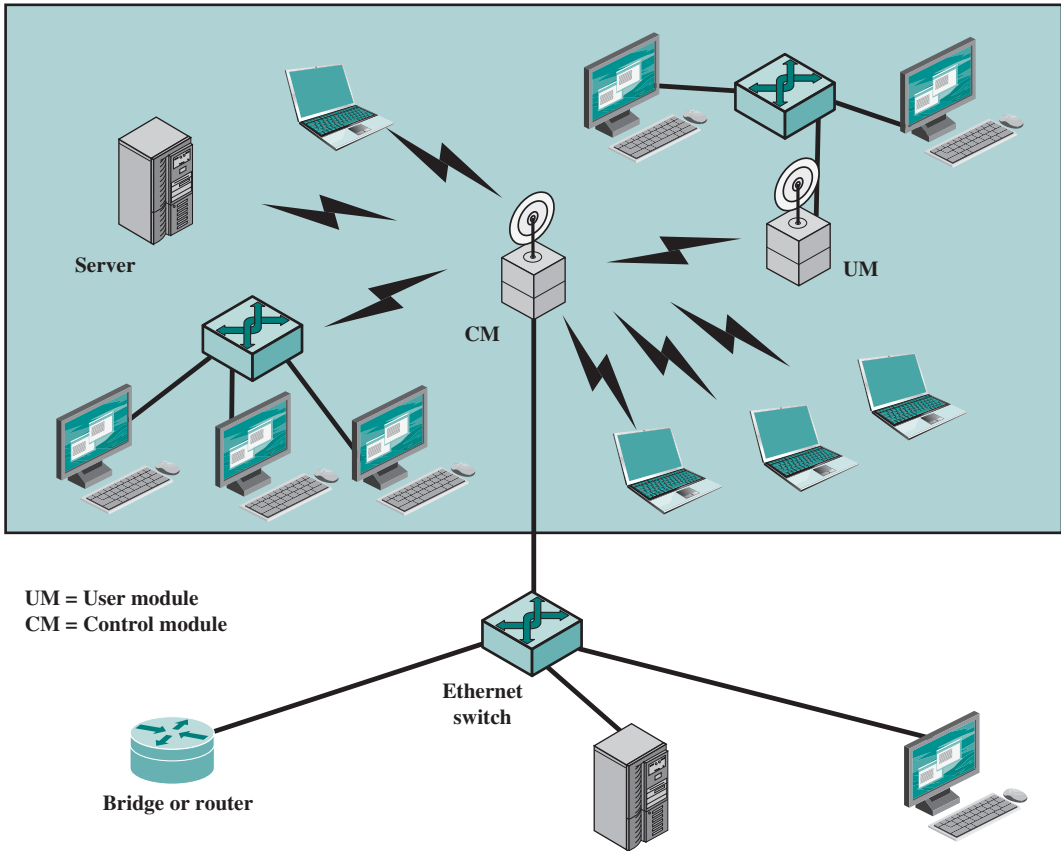 Server
UM
CM
UM = User module
CM = Control module
Ethernet
switch
Bridge or router